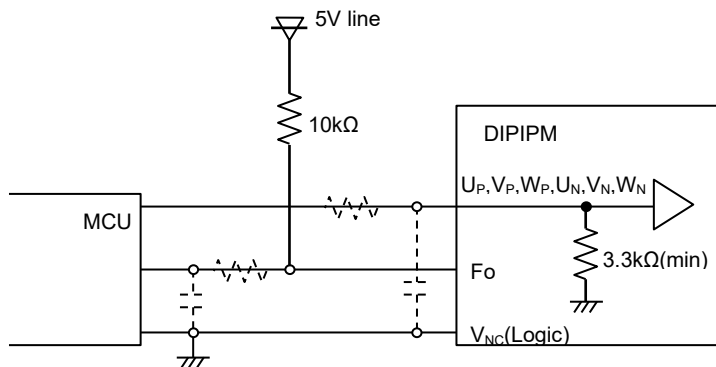 5V line
10kΩ
DIPIPM
MCU
UP,VP,WP,UN,VN,WN
Fo
3.3kΩ(min)
VNC(Logic)